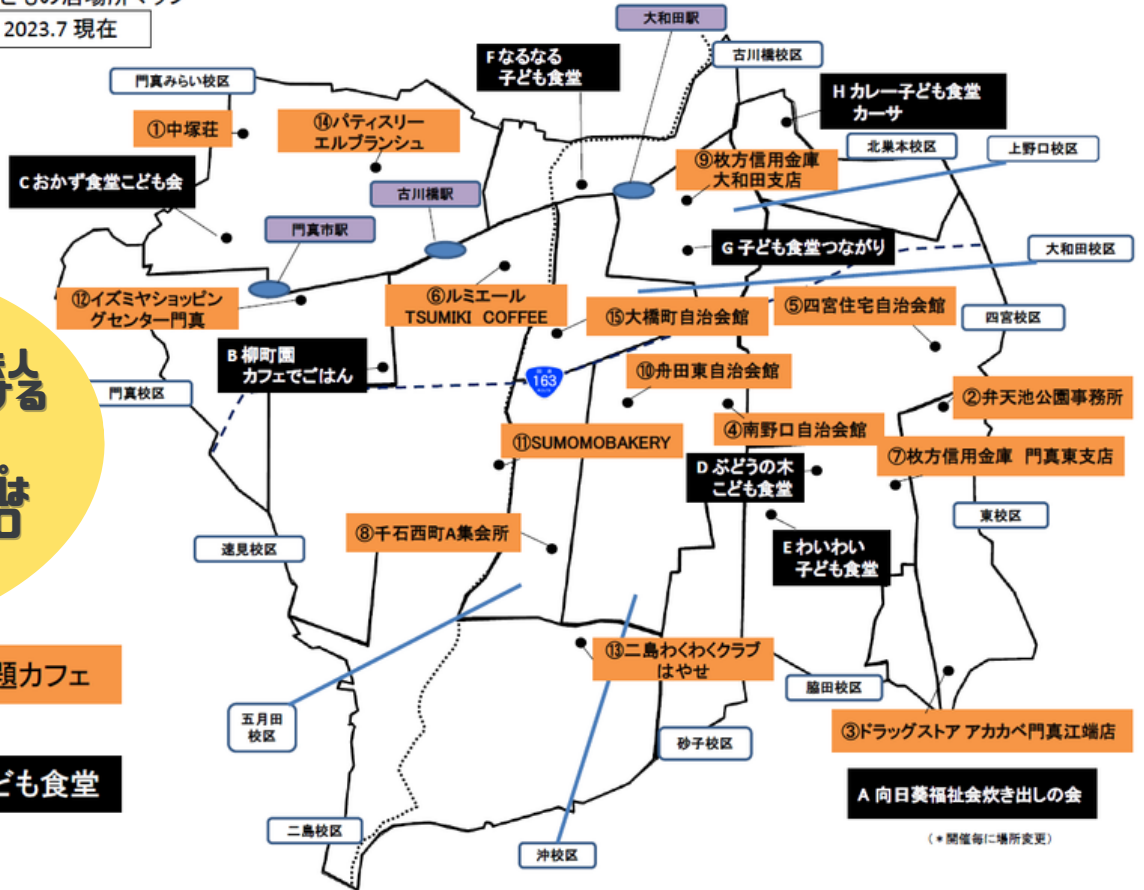 2023.7 現在
大和田駅
古川橋校区
門真みらい校区
F なるなる
子ども食堂
H カレー子ども食堂
カーサ
①中塚荘
⑭パティスリー
エルブランシュ
北巣本校区
上野口校区
⑨枚方信用金庫
大和田支店
C おかず食堂こども会
古川橋駅
門真市駅
G 子ども食堂つながり
大和田校区
⑫イズミヤショッピン
グセンター門真
⑥ルミエール
TSUMIKI COFFEE
⑮大橋町自治会館
⑤四宮住宅自治会館
四宮校区
B 柳町園
カフェでごはん
163
⑩舟田東自治会館
門真校区
②弁天池公園事務所
④南野口自治会館
⑪SUMOMOBAKERY
⑦枚方信用金庫 門真東支店
D ぶどうの木
こども食堂
東校区
⑧千石西町A集会所
速見校区
E わいわい
子ども食堂
⑬二島わくわくクラブ
はやせ
題カフェ
脇田校区
五月田
校区
砂子校区
③ドラッグストア アカカベ門真江端店
ども食堂
A 向日葵福祉会炊き出しの会
二島校区
(*開催毎に場所変更)
沖校区